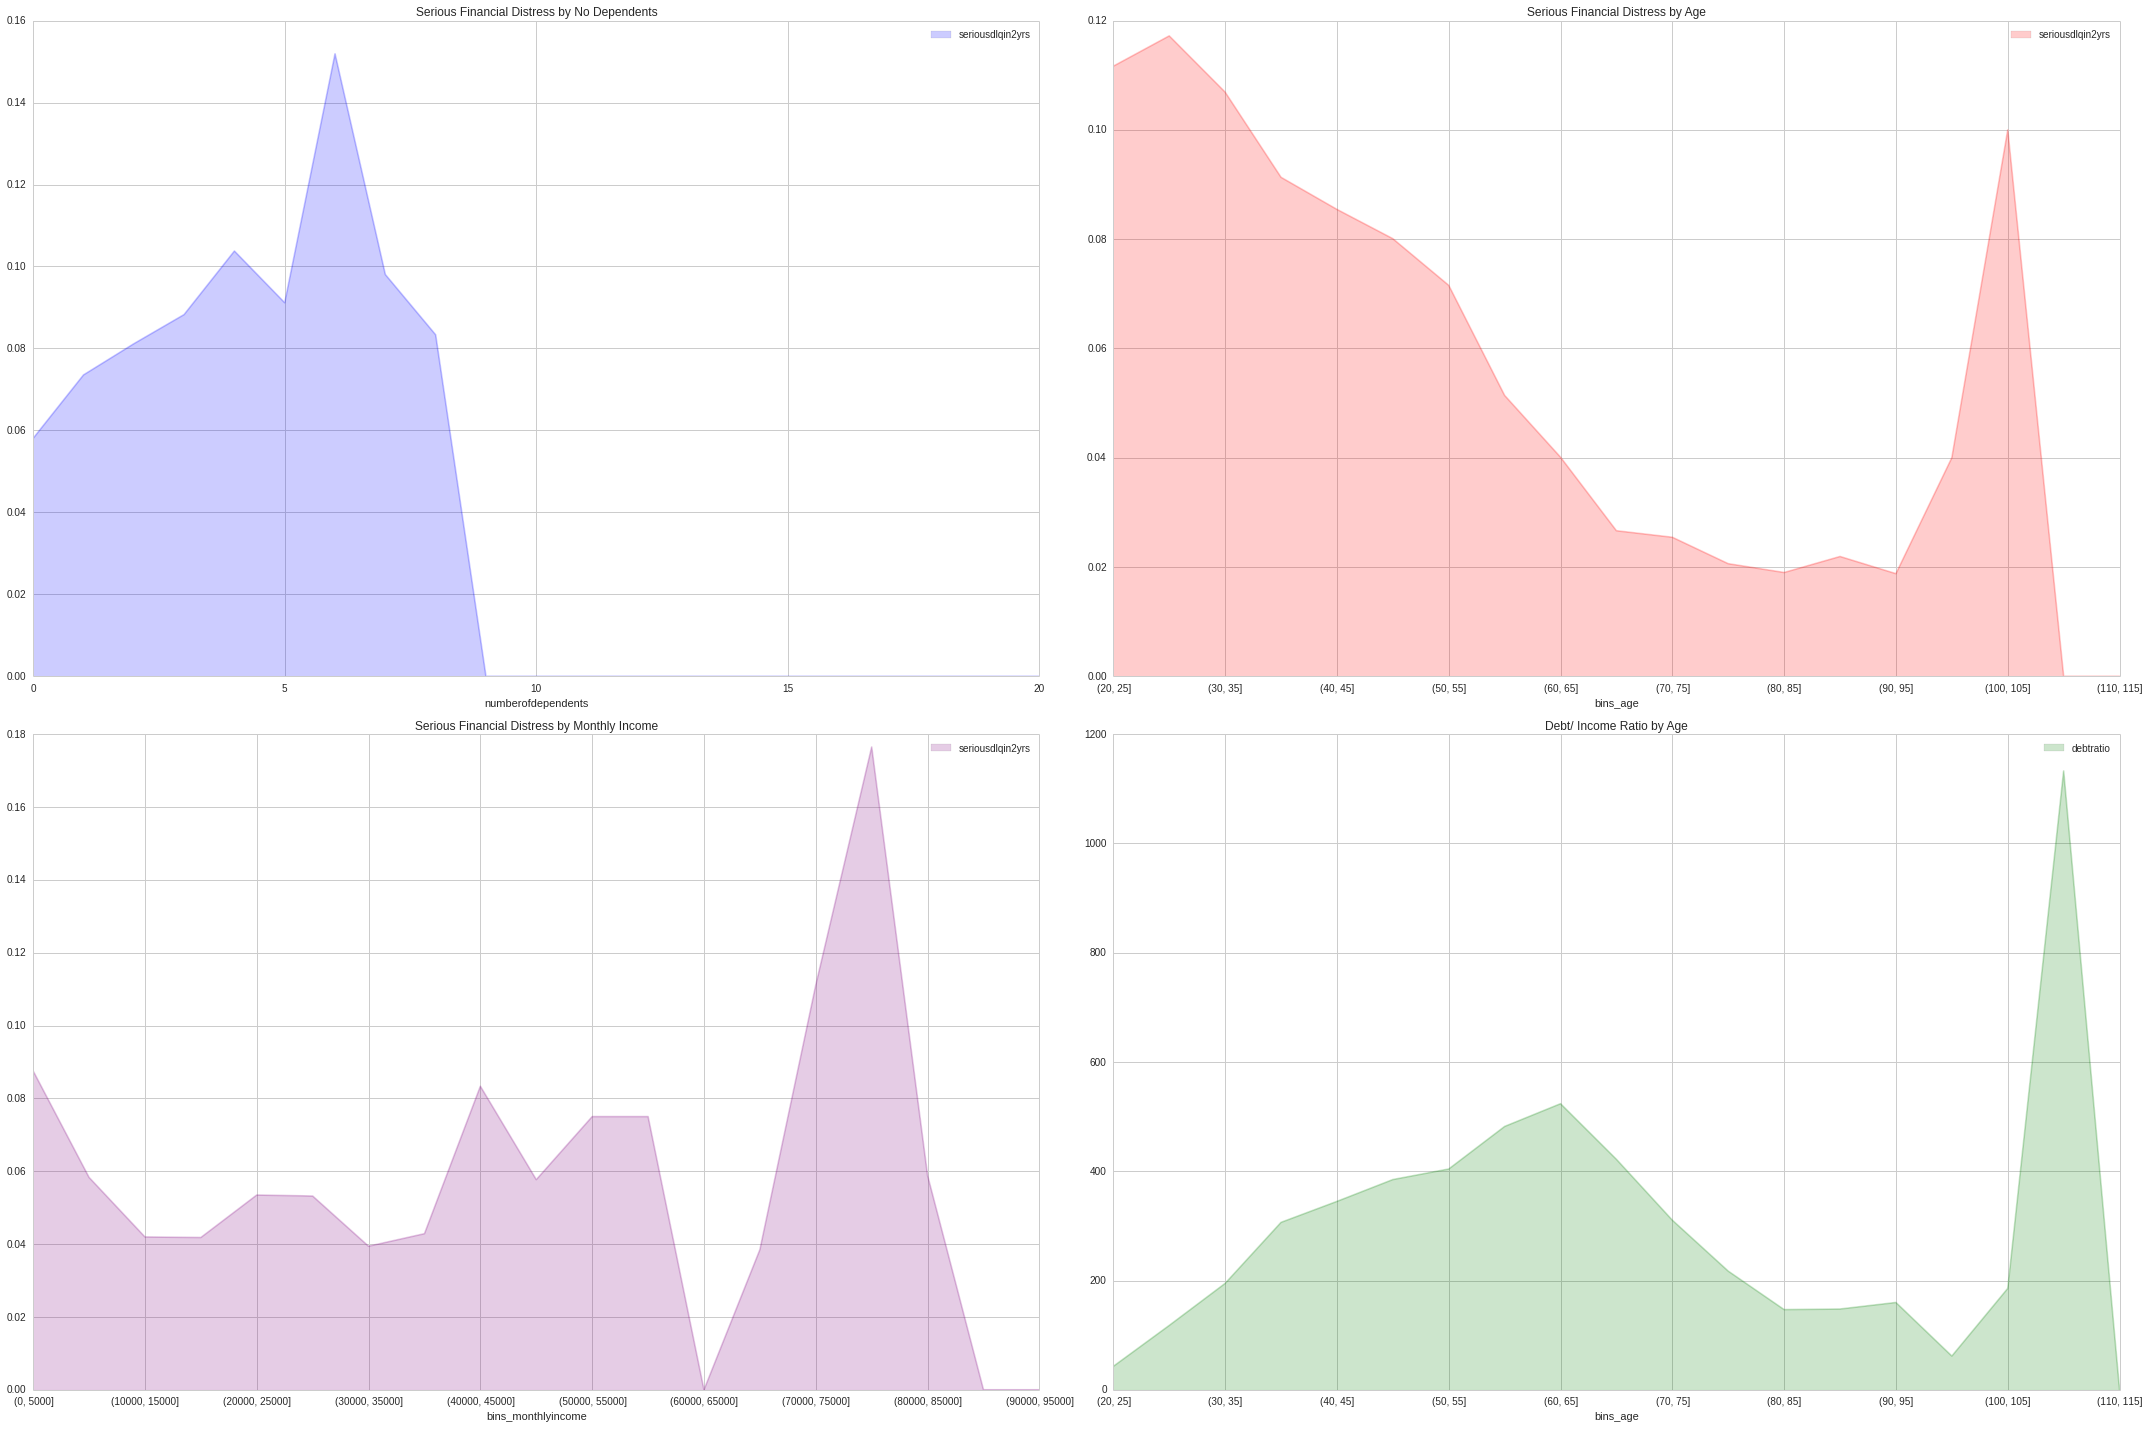 Serious Financial Distress by No Dependents
seriousdlqin2yrs
0.16
0.14
0.12
0.10
0.08
0.06
0.04
0.02
0.00
0 5 10 15 20
numberofdependents
Serious Financial Distress by Age
seriousdlqin2yrs
0.12
0.10
0.08
0.06
0.04
0.02
0.00
(20, 25] (30, 35] (40, 45] (50, 55] (60, 65] (70, 75] (80, 85] (90, 95] (100, 105] (110, 115]
bins_age
Serious Financial Distress by Monthly Income
seriousdlqin2yrs
0.18
0.16
0.14
0.12
0.10
0.08
0.06
0.04
0.02
0.00
(0, 5000] (10000, 15000] (20000, 25000] (30000, 35000] (40000, 45000] (50000, 55000] (60000, 65000] (70000, 75000] (80000, 85000] (90000, 95000]
bins_monthlyincome
Debt/ Income Ratio by Age
debtratio
1200
1000
800
600
400
200
0
(20, 25] (30, 35] (40, 45] (50, 55] (60, 65] (70, 75] (80, 85] (90, 95] (100, 105] (110, 115]
bins_age